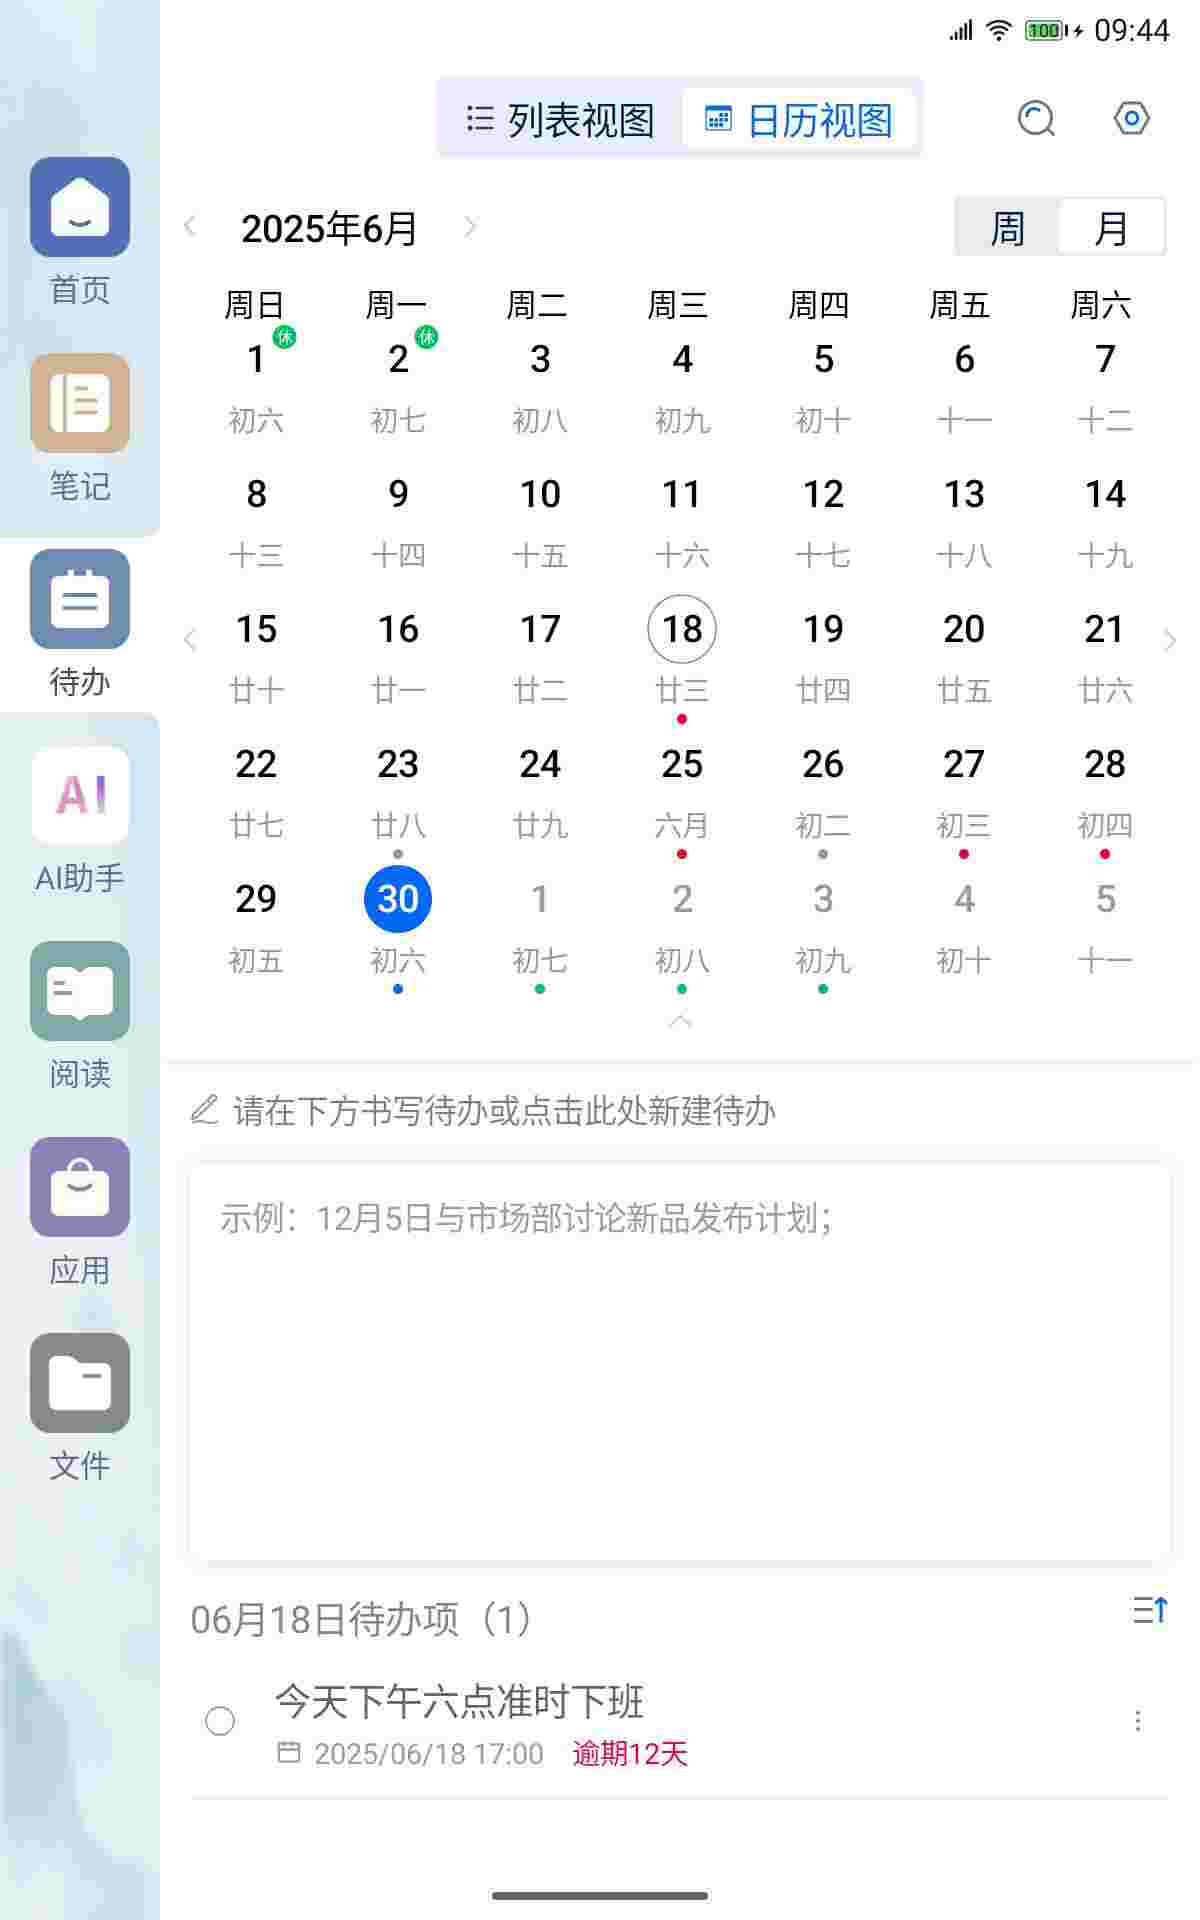 100 09:44
列表视图 日历视图
2025年6月 周 月
周日 周一 周二 周三 周四 周五 周六
1 休 2 休 3 4 5 6 7
初六 初七 初八 初九 初十 十一 十二
8 9 10 11 12 13 14
十三 十四 十五 十六 十七 十八 十九
15 16 17 18 19 20 21
廿十 廿一 廿二 廿三 廿四 廿五 廿六
22 23 24 25 26 27 28
廿七 廿八 廿九 六月 初二 初三 初四
29 30 1 2 3 4 5
初五 初六 初七 初八 初九 初十 十一
请在下方书写待办或点击此处新建待办
示例：12月5日与市场部讨论新品发布计划；
06月18日待办项（1）
今天下午六点准时下班
2025/06/18 17:00 逾期12天
首页
笔记
待办
AI
AI助手
阅读
应用
文件